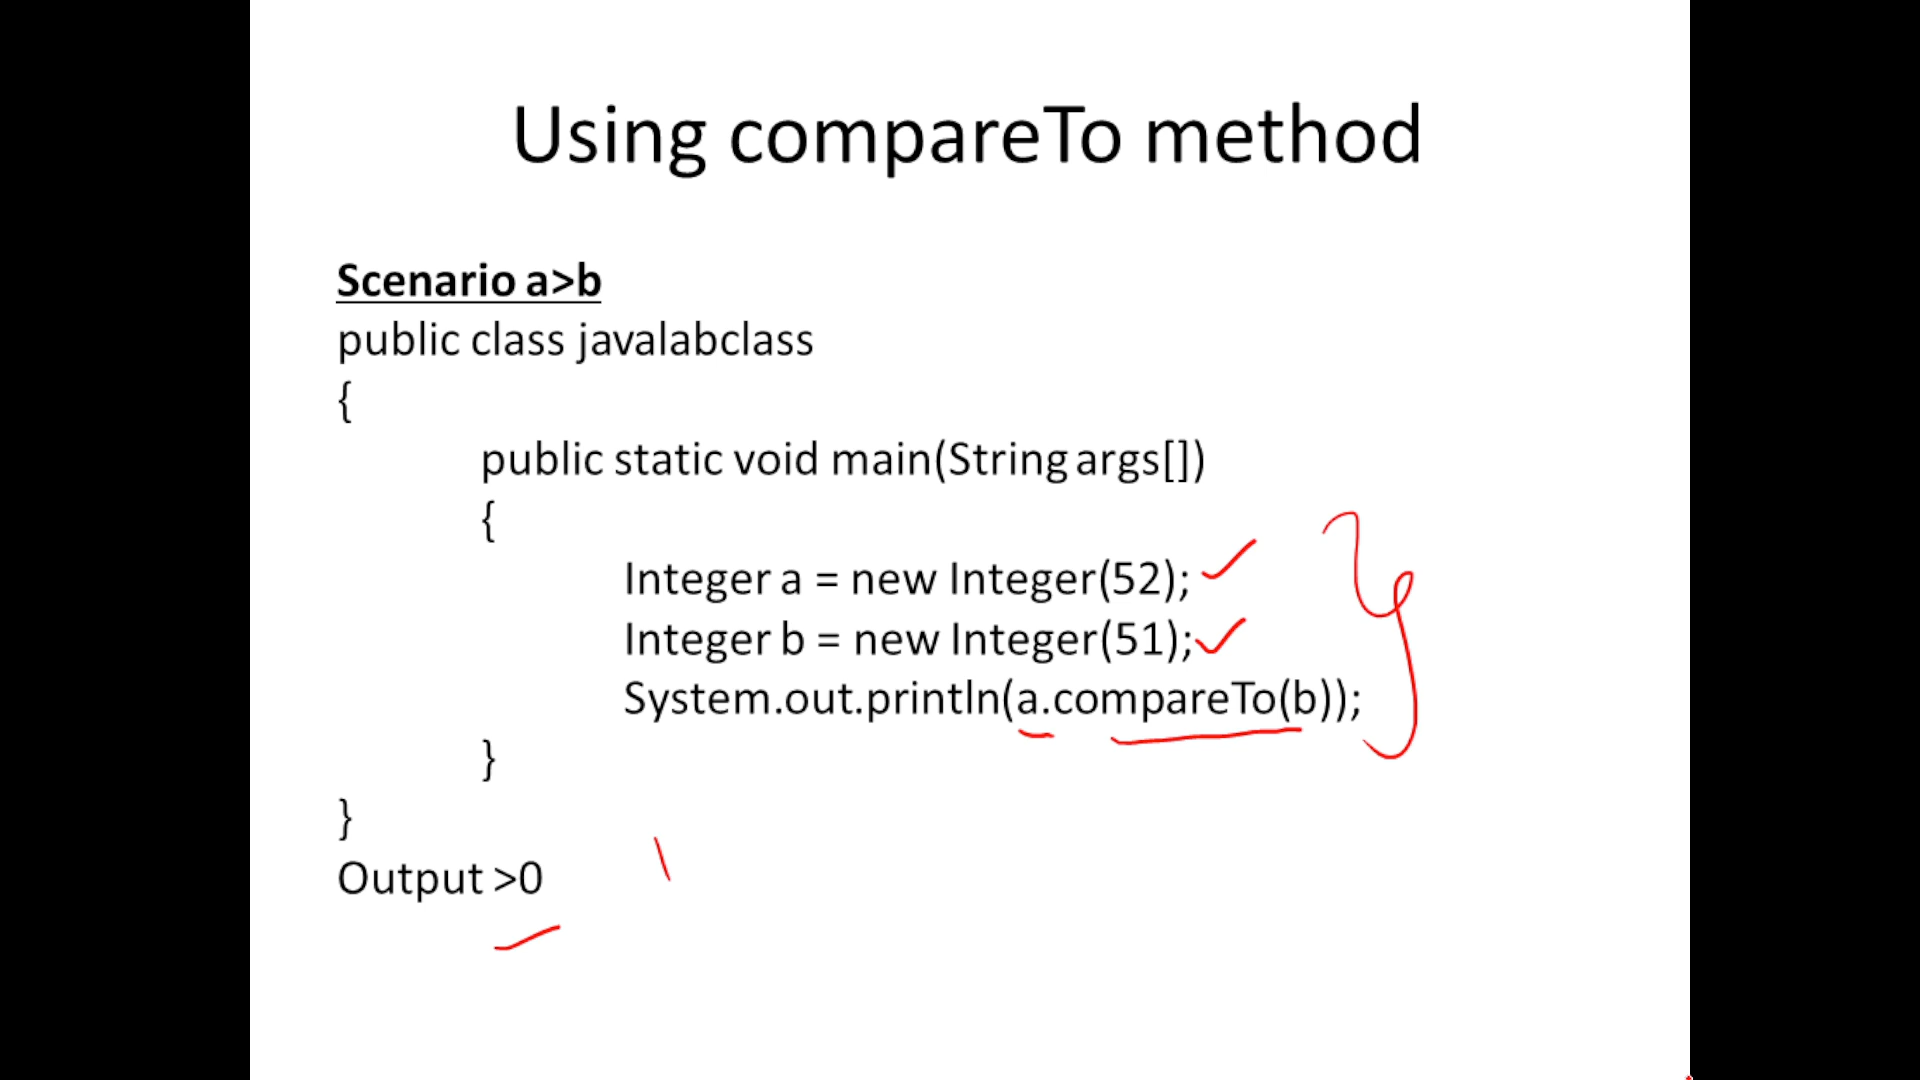 Using compareTo method
Scenario a>b
public class javalabclass
{
public static void main(String args[])
{
Integer a = new Integer(52);
Integer b = new Integer(51);
System.out.println(a.compareTo(b));
}
}
Output >0